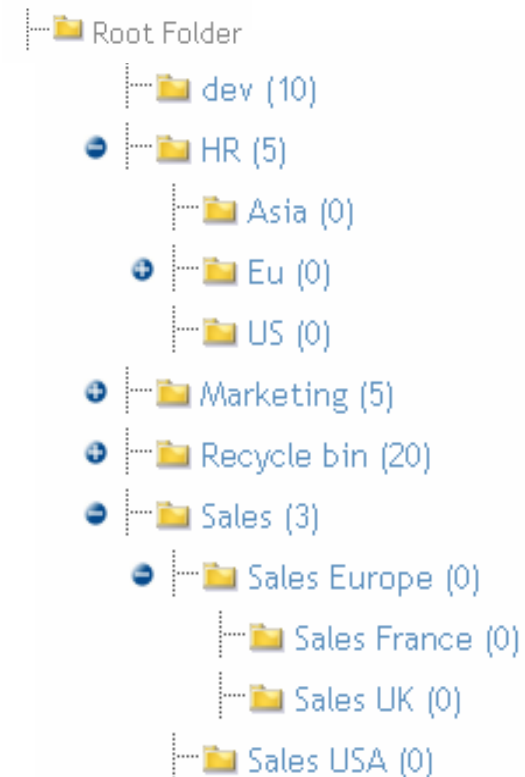 Root Folder
dev (10)
HR (5)
Asia (0)
Eu (0)
US (0)
Marketing (5)
Recycle bin (20)
Sales (3)
Sales Europe (0)
Sales France (0)
Sales UK (0)
Sales USA (0)